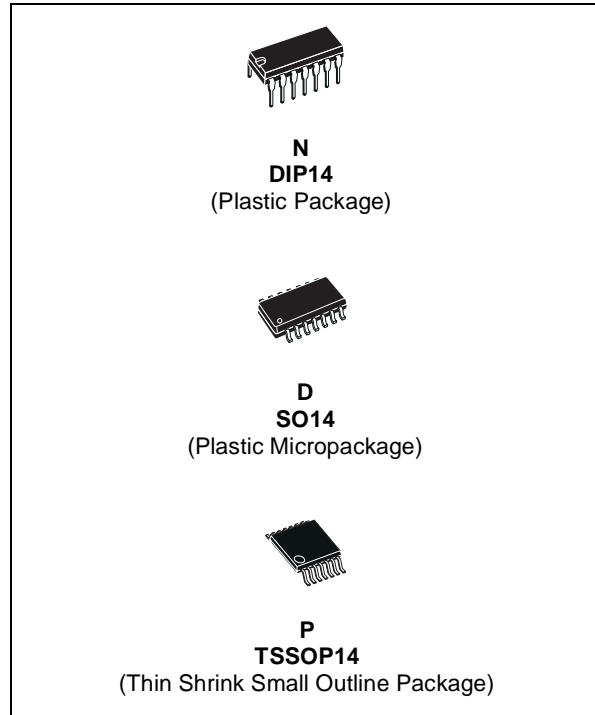 N
DIP14
(Plastic Package)
D
SO14
(Plastic Micropackage)
P
TSSOP14
(Thin Shrink Small Outline Package)